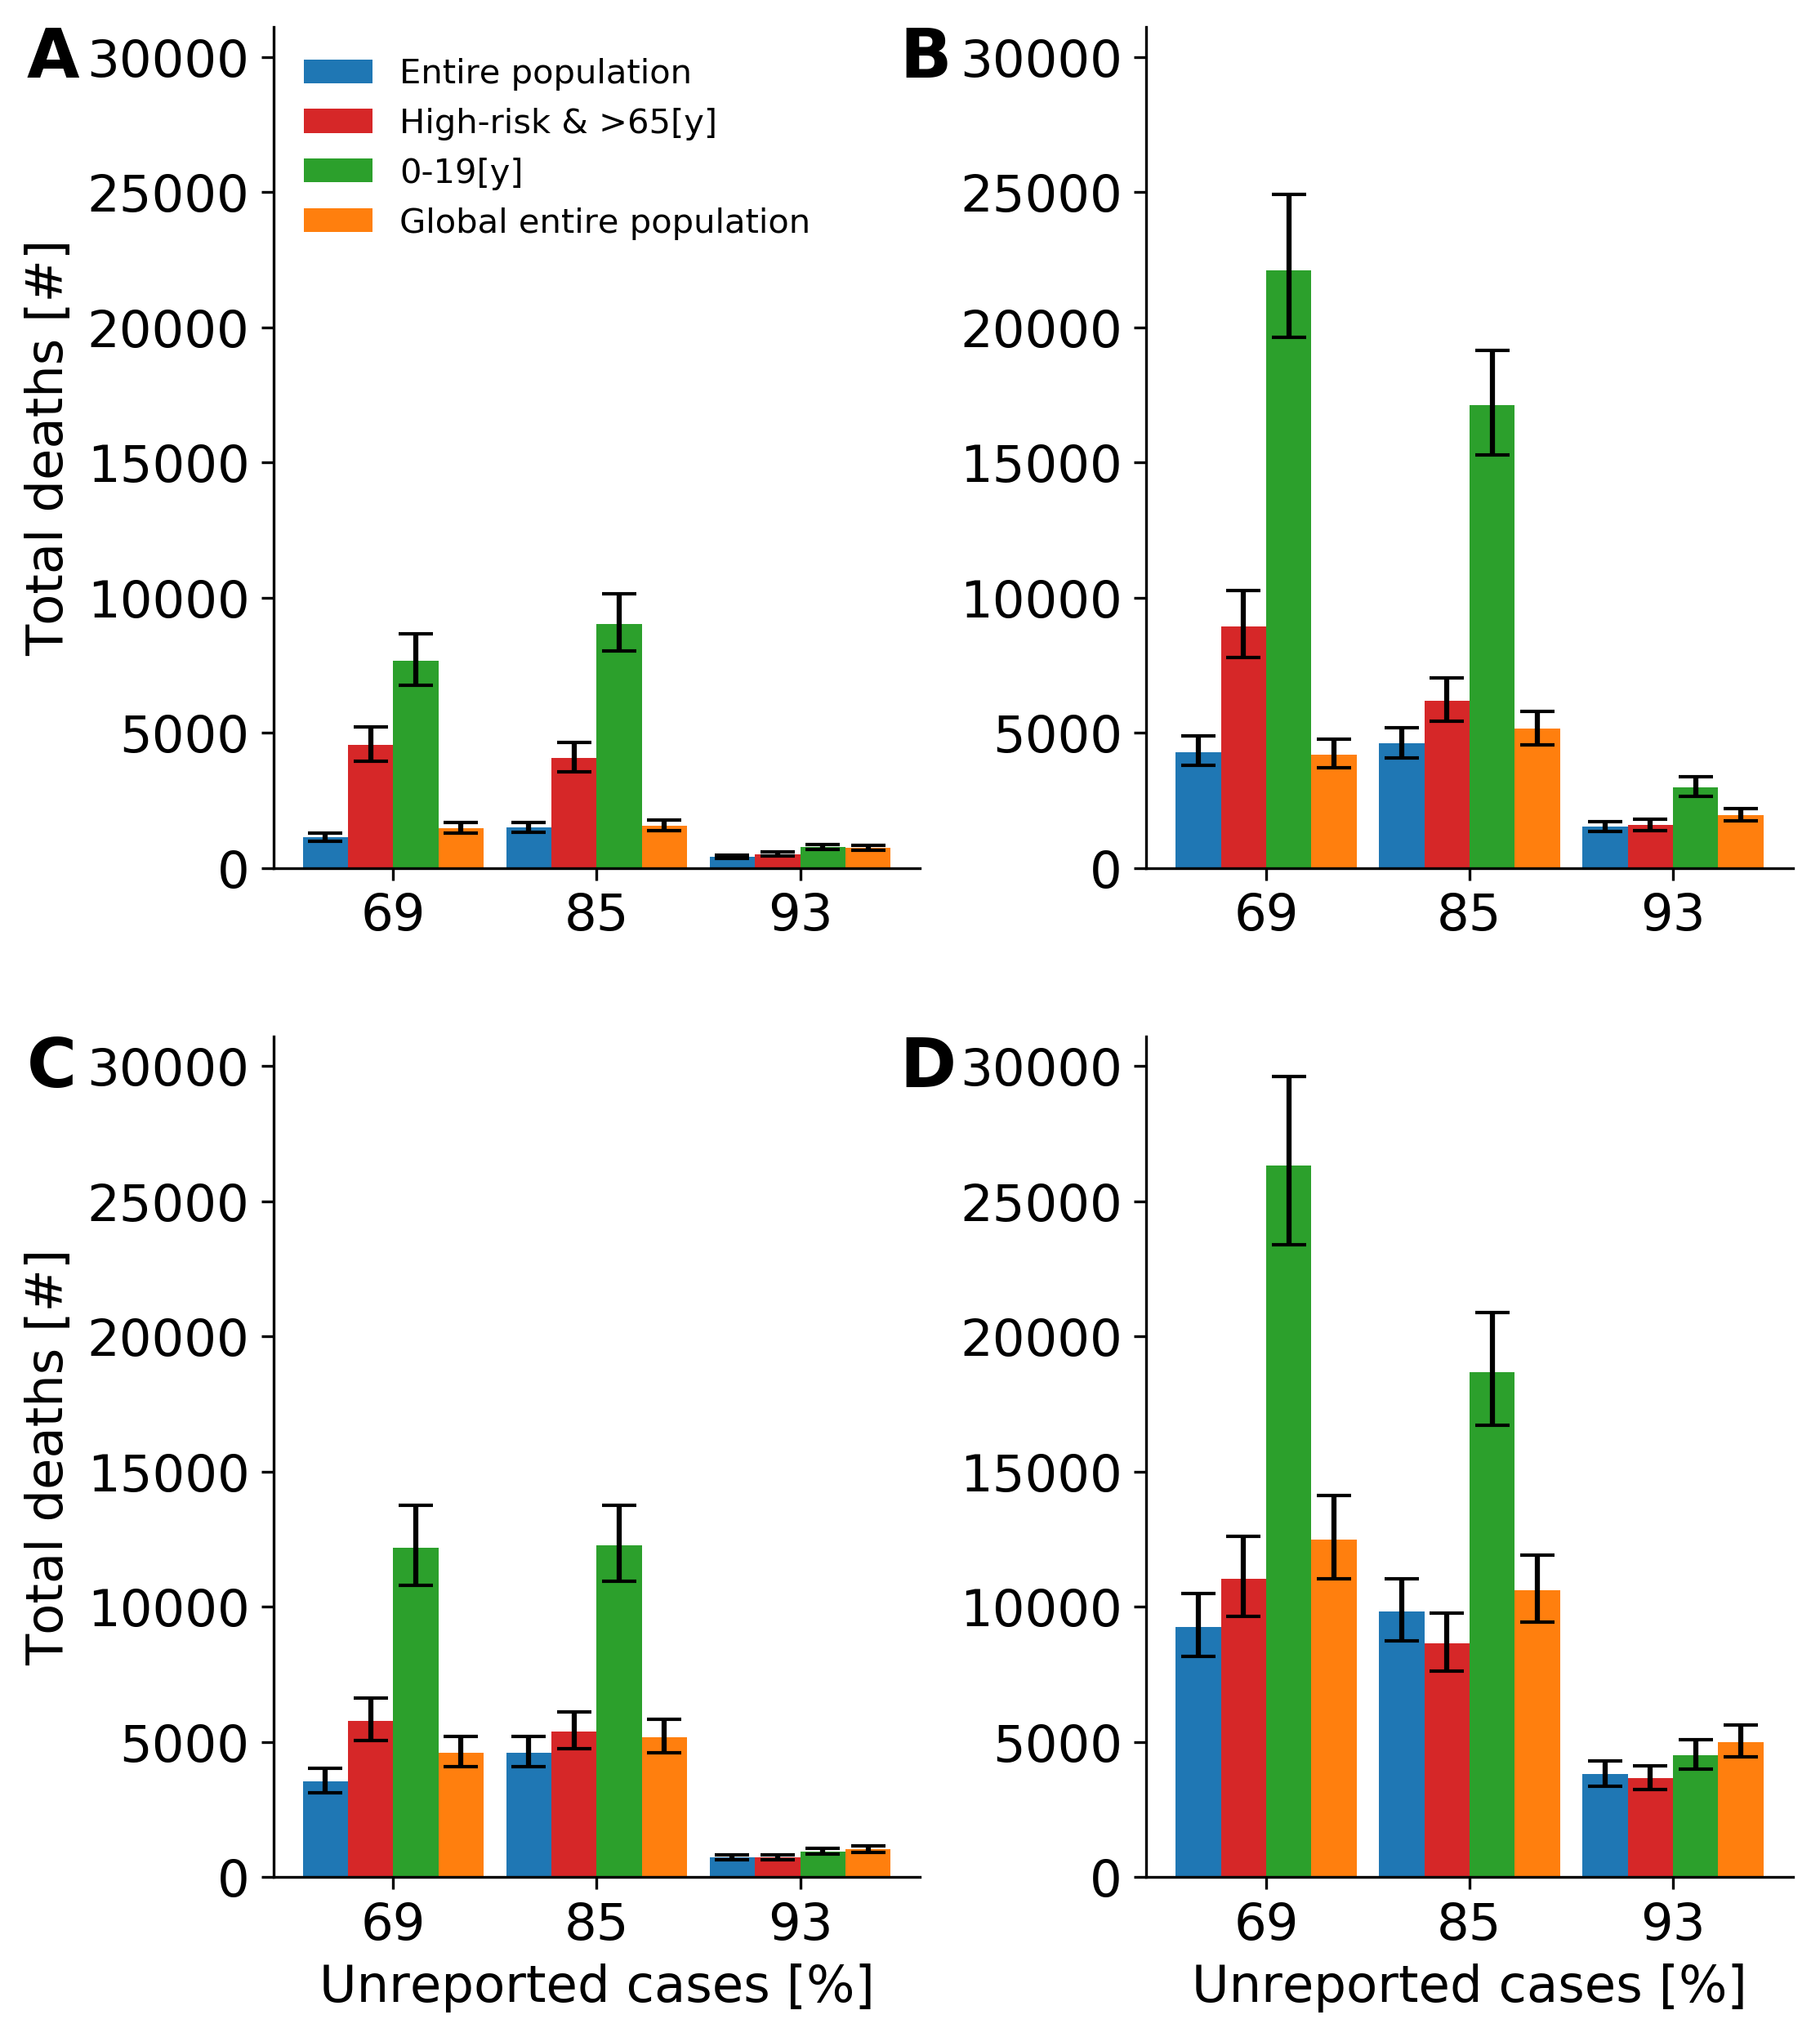 A
30000
25000
20000
15000
10000
5000
0
Total deaths [#]
Entire population
High-risk & >65[y]
0-19[y]
Global entire population
69 85 93
B
30000
25000
20000
15000
10000
5000
0
69 85 93
C
30000
25000
20000
15000
10000
5000
0
Total deaths [#]
69 85 93
Unreported cases [%]
D
30000
25000
20000
15000
10000
5000
0
69 85 93
Unreported cases [%]